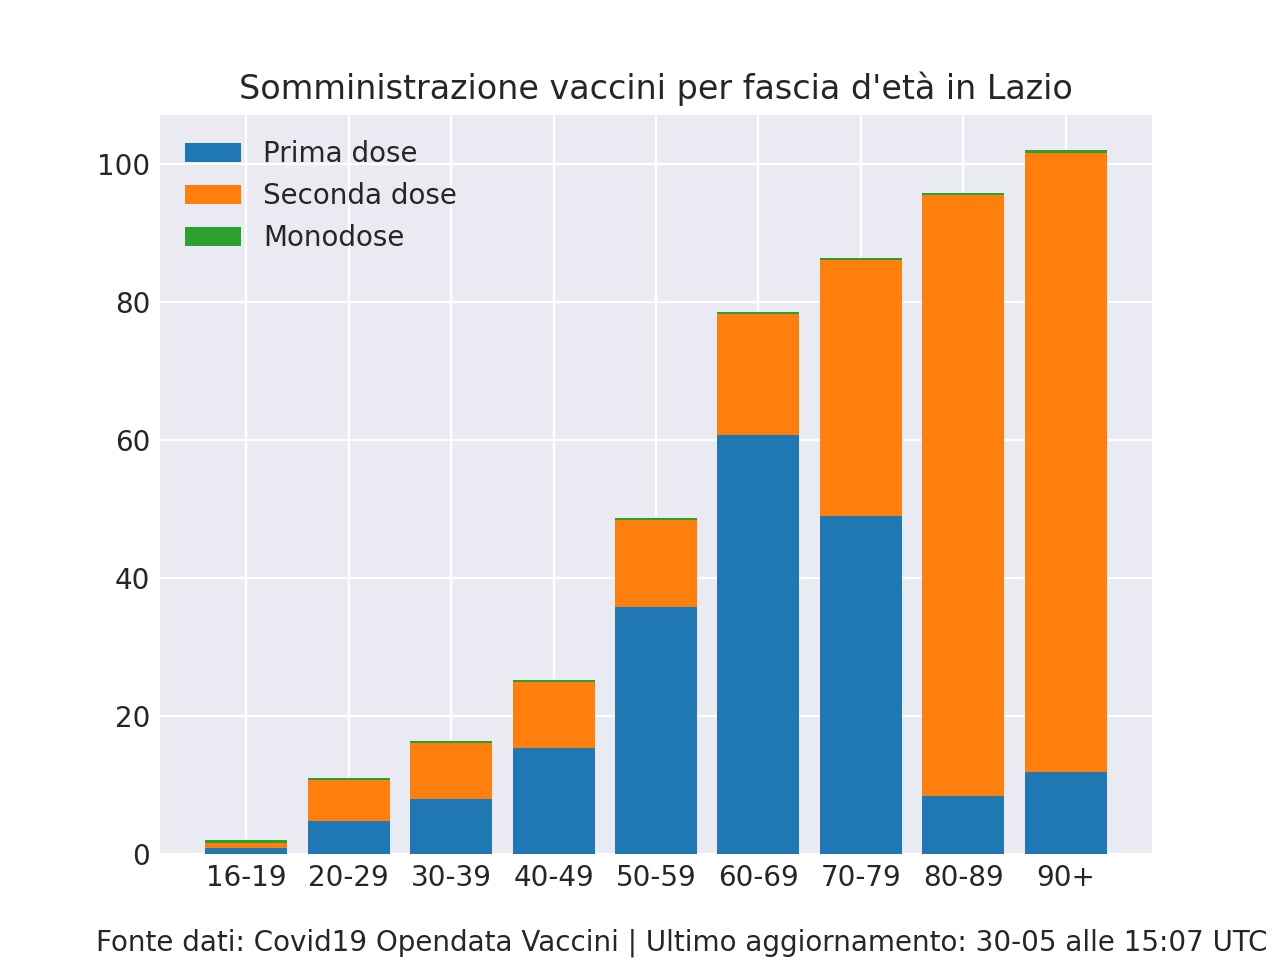 Somministrazione vaccini per fascia d'età in Lazio
Prima dose
Seconda dose
Monodose
100
80
60
40
20
0
16-19 20-29 30-39 40-49 50-59 60-69 70-79 80-89 90+
Fonte dati: Covid19 Opendata Vaccini | Ultimo aggiornamento: 30-05 alle 15:07 UTC